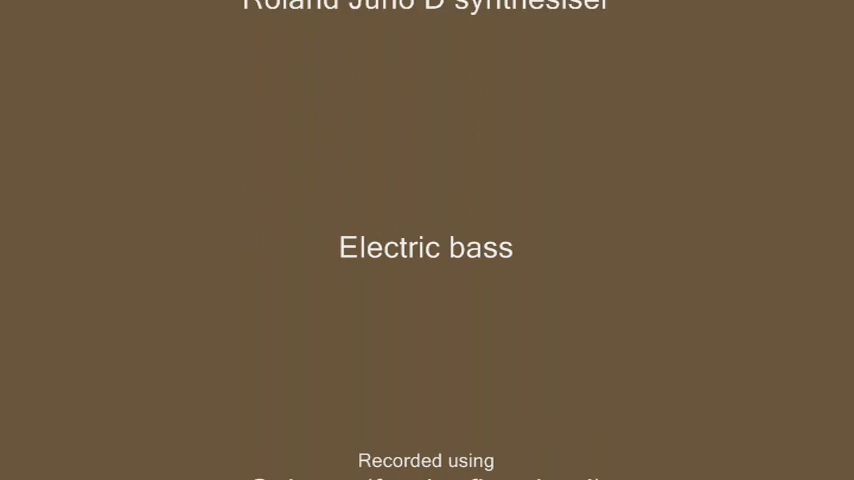 Roland Juno D synthesiser
Electric bass
Recorded using